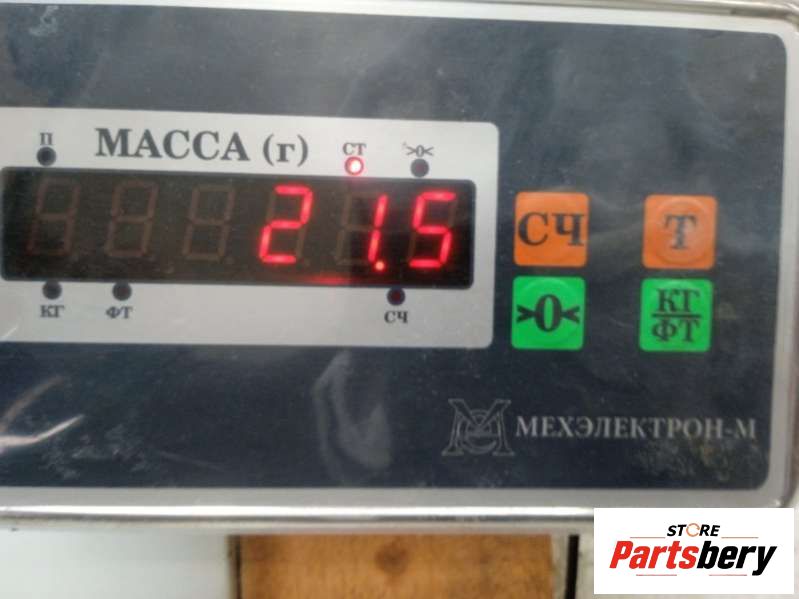 П
МАССА (г)
СТ
>0<
21.5
КГ
ФТ
СЧ
СЧ
Т
>0<
КГ
ФТ
МЕХЭЛЕКТРОН-М
STORE
Partsbery